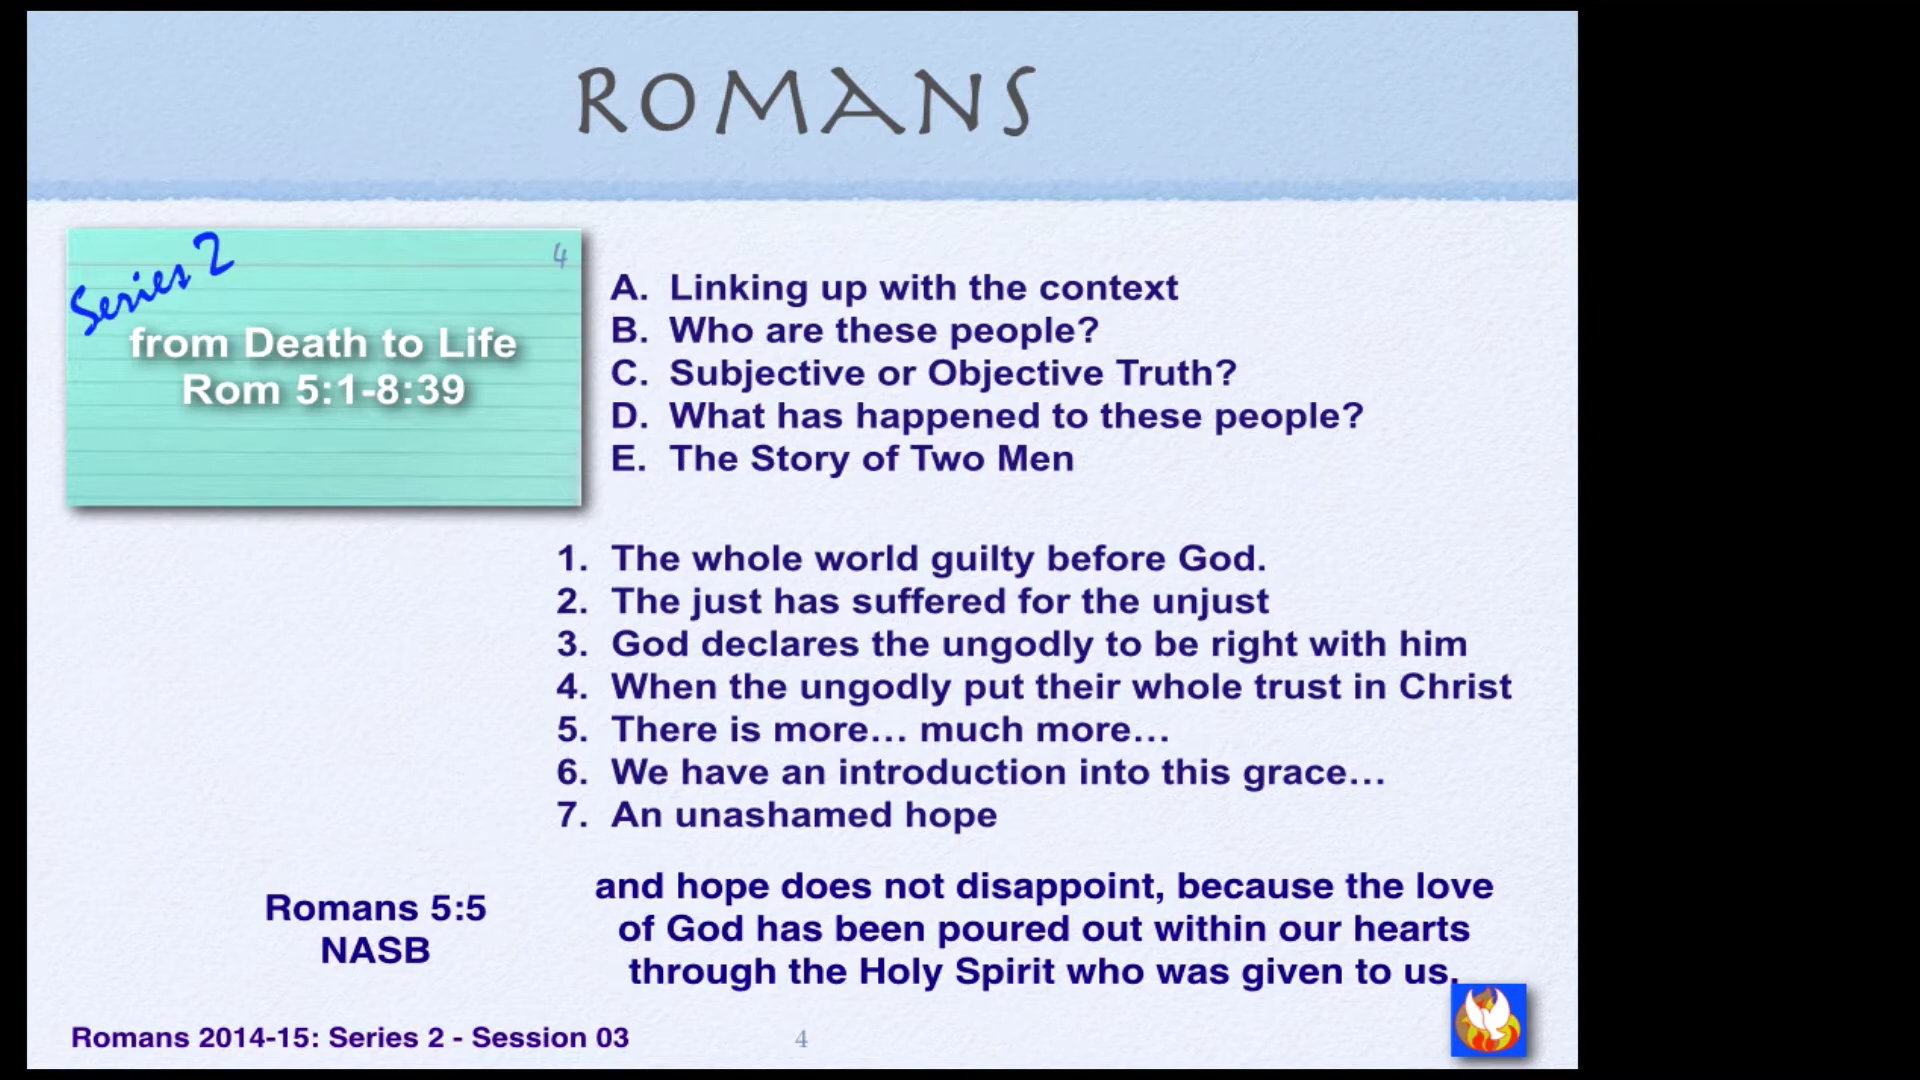 ROMANS
Series 2
4
from Death to Life
Rom 5:1-8:39
A. Linking up with the context
B. Who are these people?
C. Subjective or Objective Truth?
D. What has happened to these people?
E. The Story of Two Men
1. The whole world guilty before God.
2. The just has suffered for the unjust
3. God declares the ungodly to be right with him
4. When the ungodly put their whole trust in Christ
5. There is more… much more…
6. We have an introduction into this grace…
7. An unashamed hope
Romans 5:5
NASB
and hope does not disappoint, because the love
of God has been poured out within our hearts
through the Holy Spirit who was given to us.
Romans 2014-15: Series 2 - Session 03
4